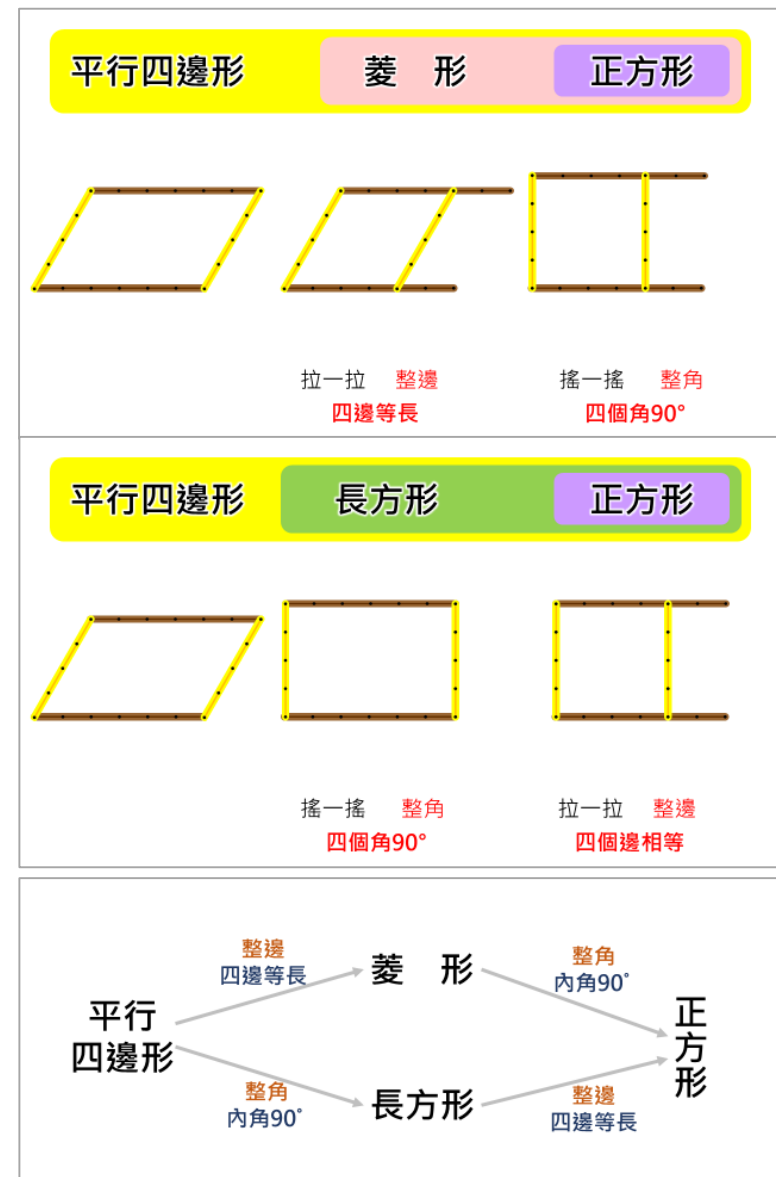 平行四邊形 菱 形 正方形
拉一拉 整邊 搖一搖 整角
四邊等長 四個角90°
平行四邊形 長方形 正方形
搖一搖 整角 拉一拉 整邊
四個角90° 四個邊相等
整邊
四邊等長
菱 形
整角
內角90°
平行
四邊形
正方形
整角
內角90°
長方形
整邊
四邊等長